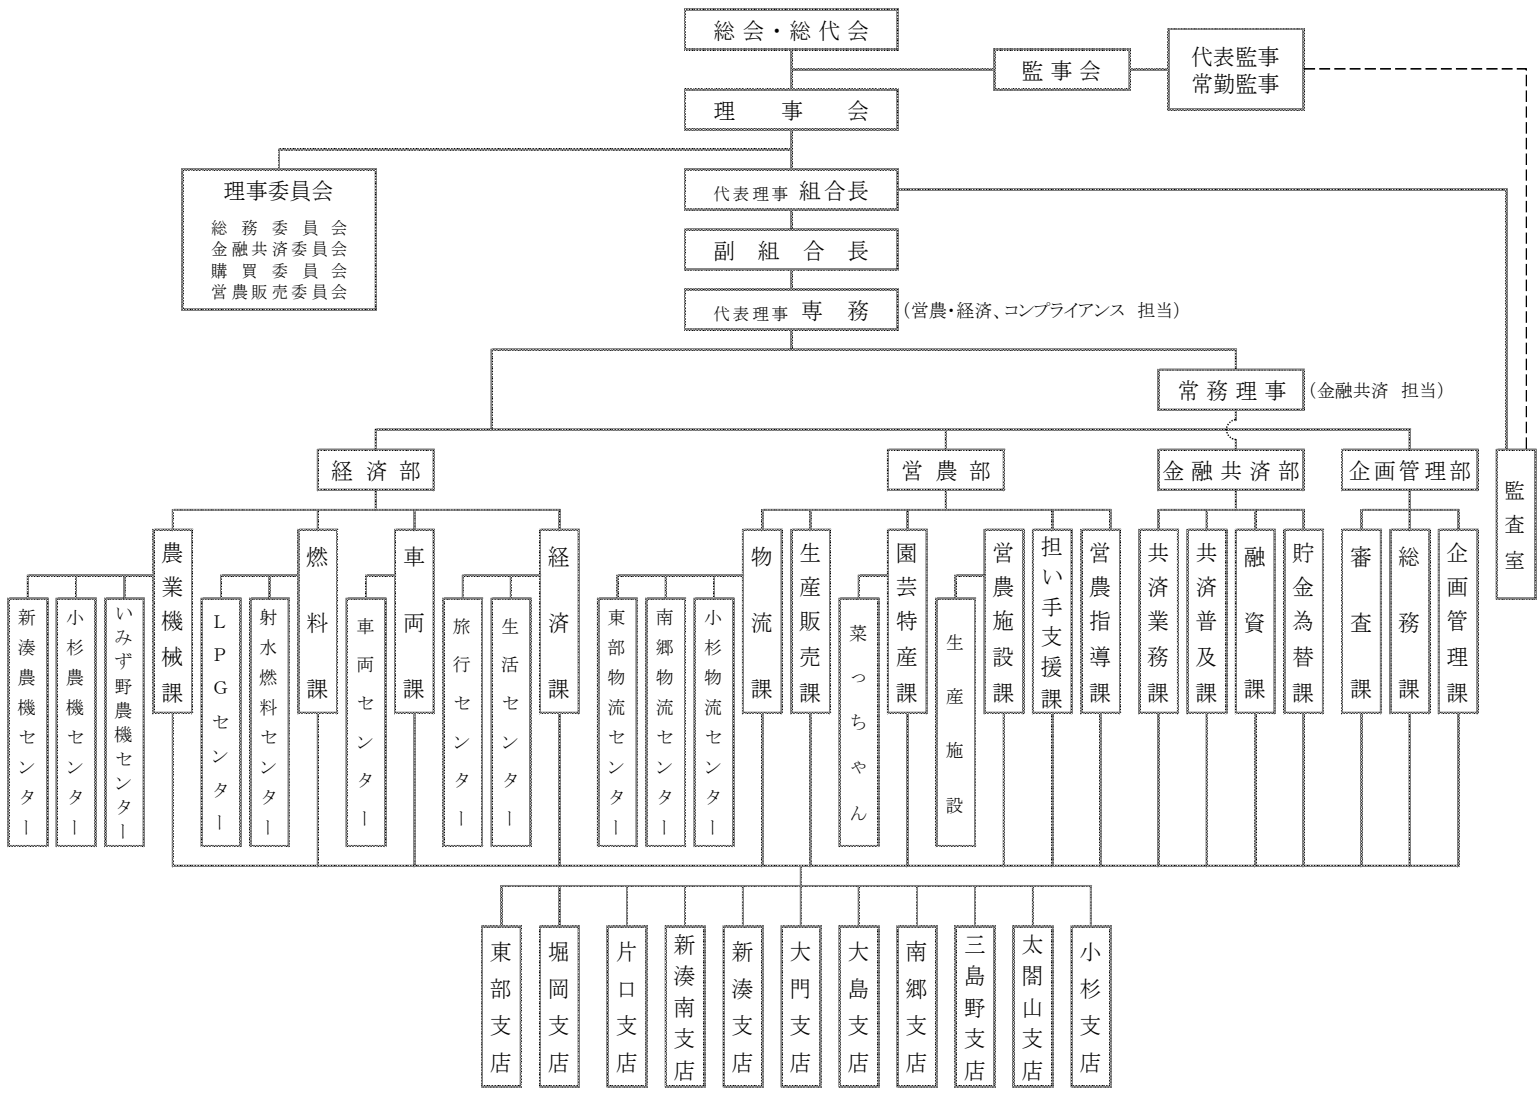 総会・総代会
監事会
代表監事
常勤監事
理事会
理事委員会
総務委員会
金融共済委員会
購買委員会
営農販売委員会
代表理事 組合長
副組合長
代表理事 専務
(営農・経済、コンプライアンス 担当)
常務理事
(金融共済 担当)
経済部
営農部
金融共済部
企画管理部
監査室
農業機械課
燃料課
車両課
経済課
物流課
生産販売課
園芸特産課
営農施設課
担い手支援課
営農指導課
共済業務課
共済普及課
融資課
貯金為替課
審査課
総務課
企画管理課
新湊農機センター
小杉農機センター
いみず野農機センター
LPGセンター
射水燃料センター
車両センター
旅行センター
生活センター
東部物流センター
南郷物流センター
小杉物流センター
菜っちゃん
生産施設
東部支店
堀岡支店
片口支店
新湊南支店
新湊支店
大門支店
大島支店
南郷支店
三島野支店
太閤山支店
小杉支店